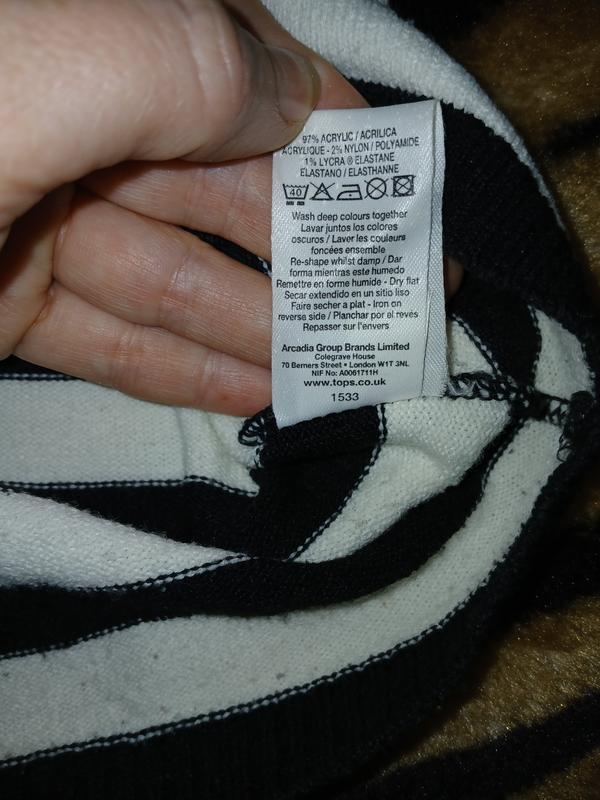 97% ACRYLIC / ACRILICA
ACRYLIQUE - 2% NYLON / POLYAMIDE
1% LYCRA ® ELASTANE
ELASTANO / ELASTHANNE
40
Wash deep colours together
Lavar juntos los colores
oscuros / Laver les couleurs
foncées ensemble
Re-shape whilst damp / Dar
forma mientras este humedo
Remettre en forme humide - Dry flat
Secar extendido en un sitio liso
Faire secher a plat - Iron on
reverse side / Planchar por el revés
Repasser sur l'envers
Arcadia Group Brands Limited
Colegrave House
70 Berners Street • London W1T 3NL
NIF No: A0061711H
www.tops.co.uk
1533